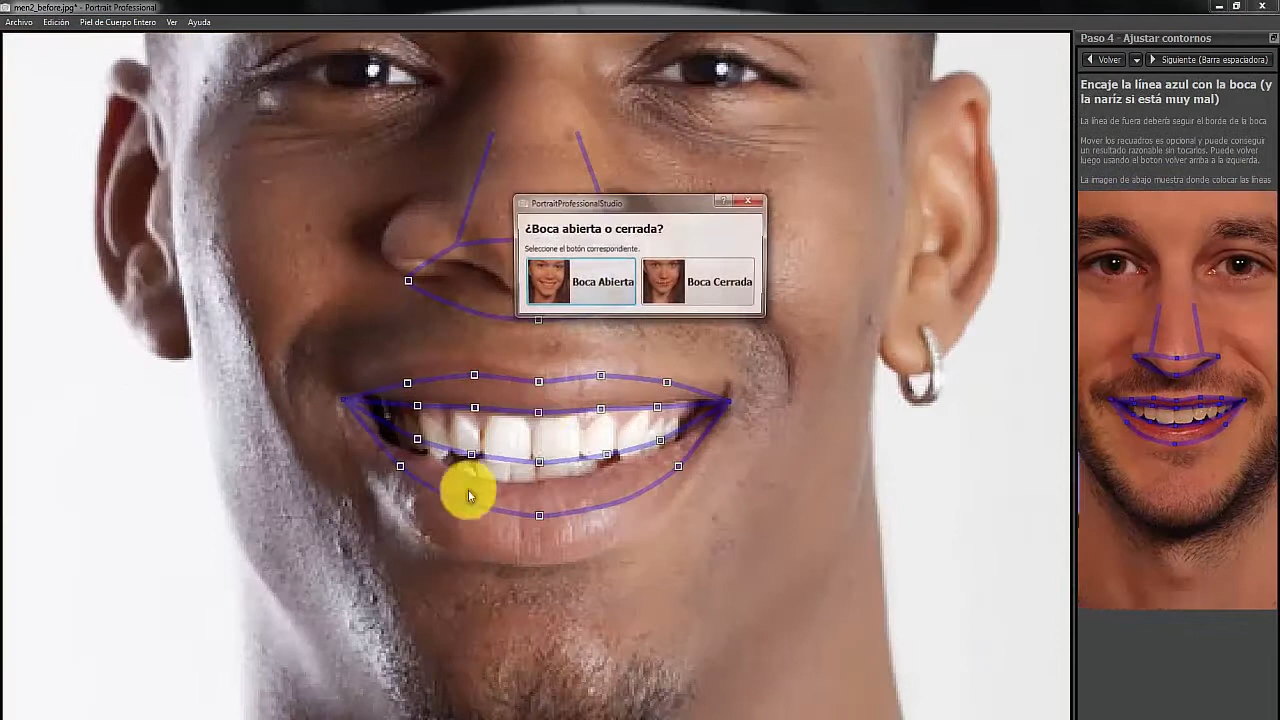 men2_before.jpg* - Portrait Professional
Archivo Edición Piel de Cuerpo Entero Ver Ayuda
Paso 4 - Ajustar contornos
Volver Siguiente (Barra espaciadora)
Encaje la línea azul con la boca (y
la naríz si está muy mal)
La línea de fuera debería seguir el borde de la boca
Mover los recuadros es opcional y puede conseguir
un resultado razonable sin tocarlos. Puede volver
luego usando el boton volver arriba a la izquierda.
La imagen de abajo muestra donde colocar las líneas
PortraitProfessionalStudio
¿Boca abierta o cerrada?
Seleccione el botón correspondiente.
Boca Abierta Boca Cerrada